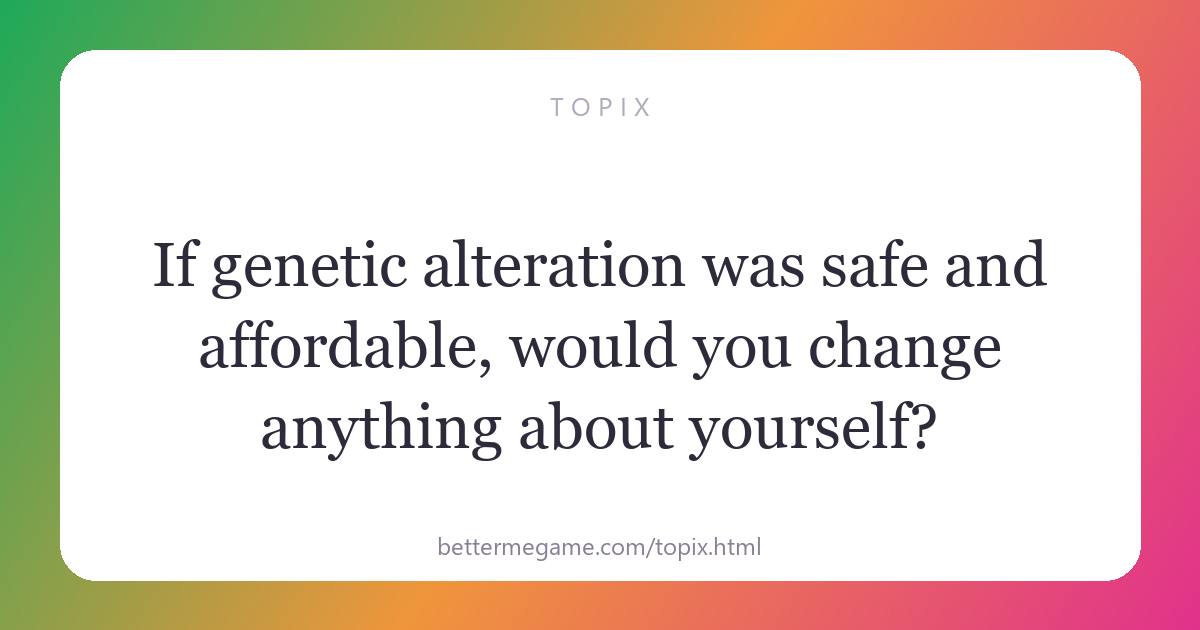 TOPIX
If genetic alteration was safe and
affordable, would you change
anything about yourself?
bettermegame.com/topix.html